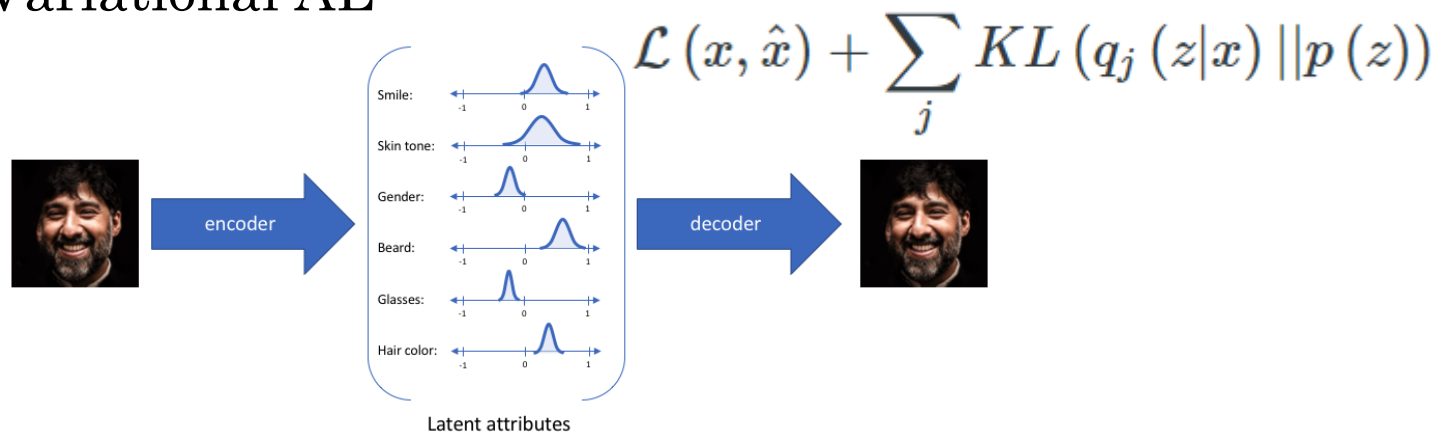 Variational AE
L (x, x̂) + ∑ KL (q_j (z|x) ||p (z))
j
Smile:
-1 0 1
Skin tone:
-1 0 1
Gender:
-1 0 1
Beard:
-1 0 1
Glasses:
-1 0 1
Hair color:
-1 0 1
encoder
decoder
Latent attributes